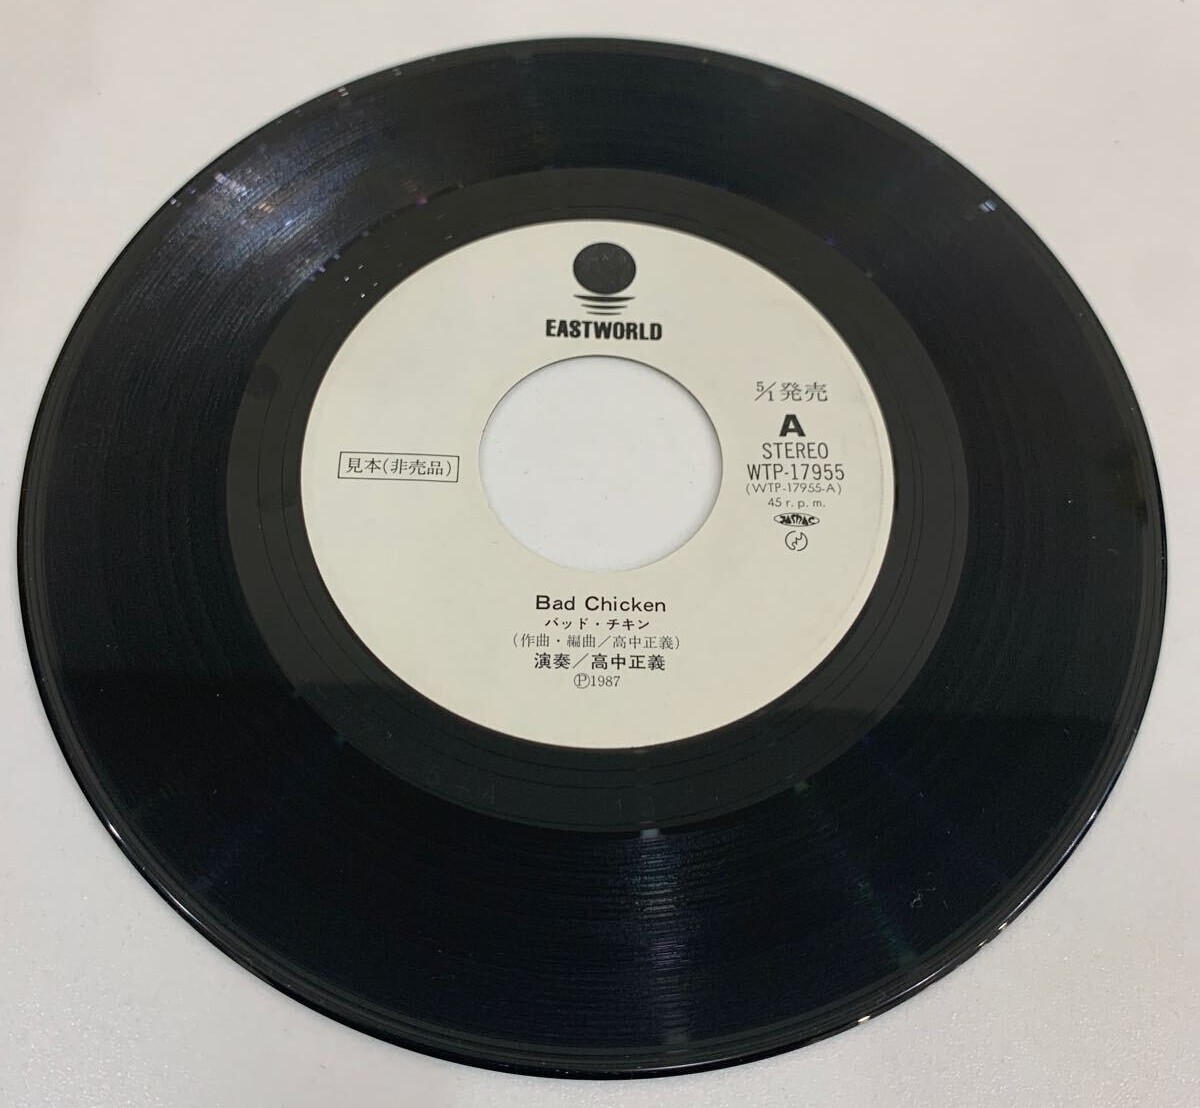 EASTWORLD
5/1発売
A
STEREO
WTP-17955
(WTP-17955-A)
45 r.p.m.
JASRAC
見本(非売品)
Bad Chicken
バッド・チキン
(作曲・編曲/高中正義)
演奏/高中正義
Ⓟ1987